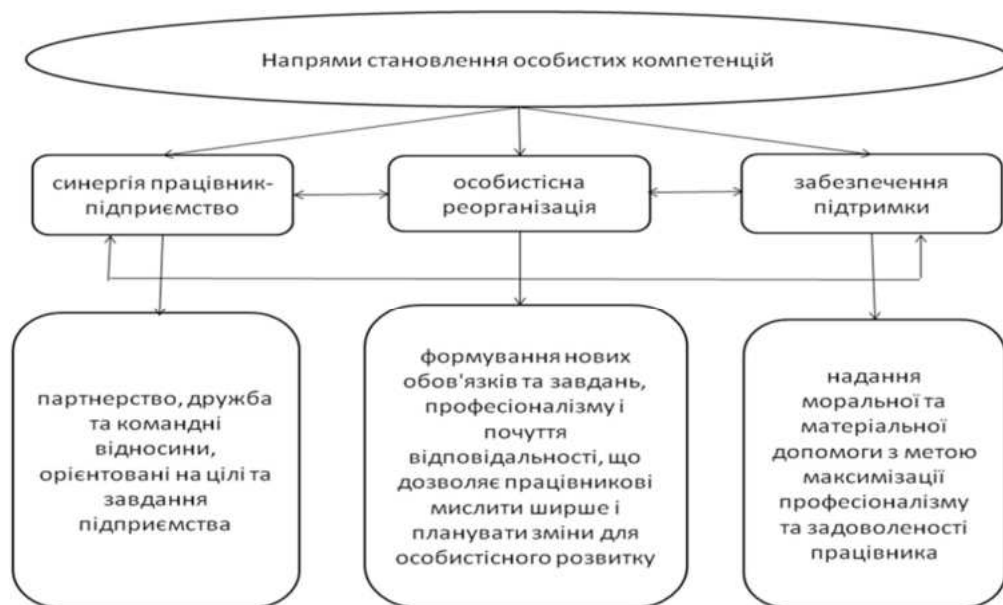 Напрями становлення особистих компетенцій
синергія працівник-
підприємство
особистісна
реорганізація
забезпечення
підтримки
партнерство, дружба
та командні
відносини,
орієнтовані на цілі та
завдання
підприємства
формування нових
обов'язків та завдань,
професіоналізму і
почуття
відповідальності, що
дозволяє працівникові
мислити ширше і
планувати зміни для
особистісного розвитку
надання
моральної та
матеріальної
допомоги з метою
максимізації
професіоналізму
та задоволеності
працівника